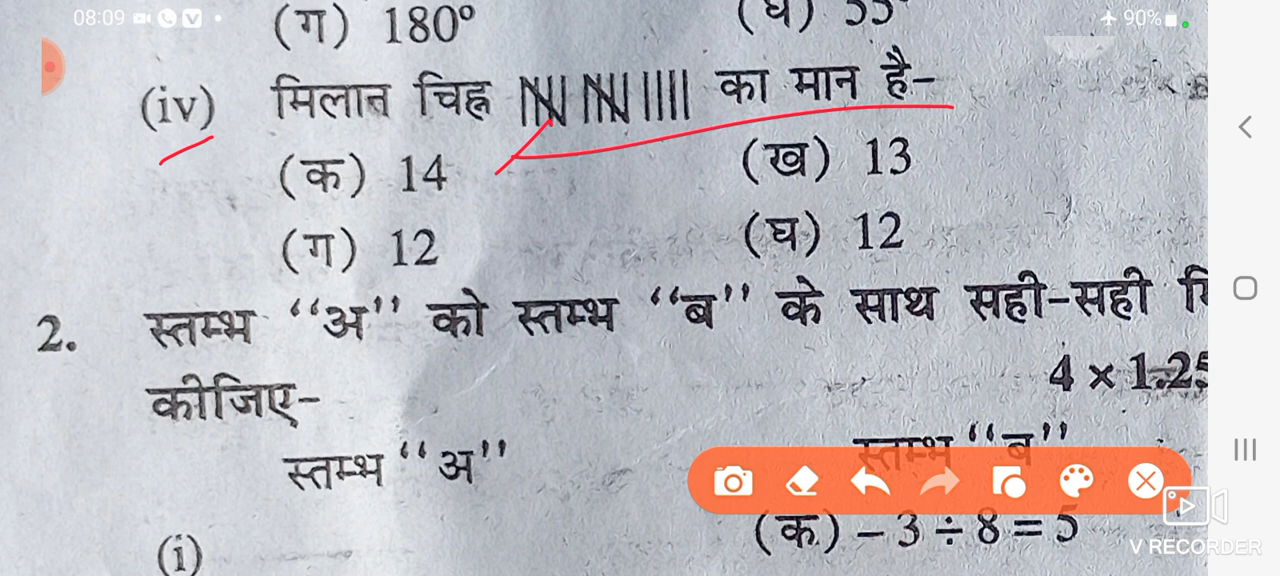 08:09 90%
(ग) 180° (घ) 55°
(iv) मिलान चिह्न 𝍸 𝍸 |||| का मान है-
(क) 14 (ख) 13
(ग) 12 (घ) 12
2. स्तम्भ "अ" को स्तम्भ "ब" के साथ सही-सही
कीजिए-
4 × 1.25
स्तम्भ "अ" स्तम्भ "ब"
(i) (क) – 3 ÷ 8 = 5
V RECORDER